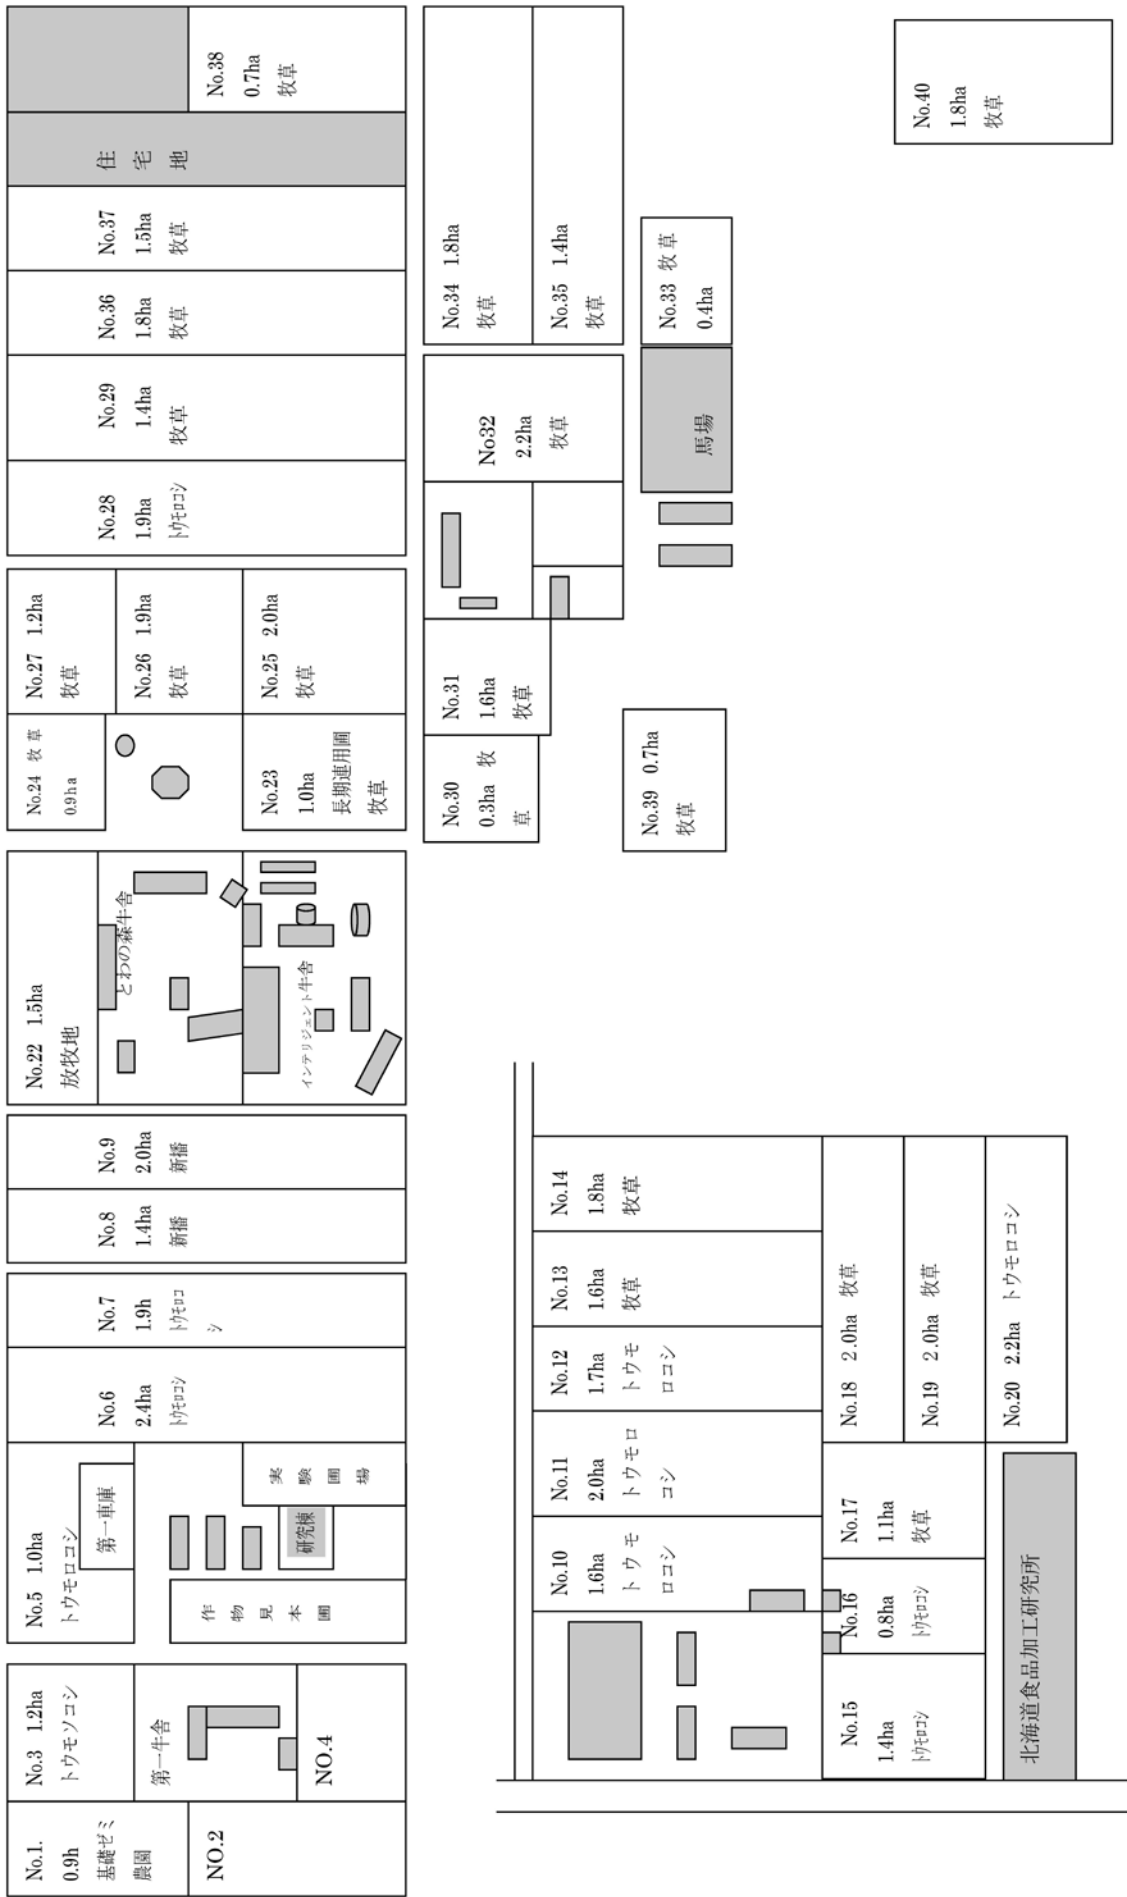 No.1.
0.9h
基礎ゼミ
農園
NO.2
No.3 1.2ha
トウモソコシ
第一牛舎
NO.4
No.5 1.0ha
トウモロコシ
第一車庫
作物見本圃
研究棟
実験圃場
No.6
2.4ha
トウモロコシ
No.7
1.9h
トウモロコ
シ
No.8
1.4ha
新播
No.9
2.0ha
新播
No.22 1.5ha
放牧地
とわの森牛舎
インテリジェント牛舎
No.24 牧 草
0.9ha
No.23
1.0ha
長期連用圃
牧草
No.27 1.2ha
牧草
No.26 1.9ha
牧草
No.25 2.0ha
牧草
No.28
1.9ha
トウモロコシ
No.29
1.4ha
牧草
No.36
1.8ha
牧草
No.37
1.5ha
牧草
住宅地
No.38
0.7ha
牧草
No.30
0.3ha 牧
草
No.31
1.6ha
牧草
No32
2.2ha
牧草
No.34 1.8ha
牧草
No.35 1.4ha
牧草
No.39 0.7ha
牧草
馬場
No.33 牧 草
0.4ha
No.40
1.8ha
牧草
No.10
1.6ha
トウ モ
ロコシ
No.11
2.0ha
トウモロ
コシ
No.12
1.7ha
トウモ
ロコシ
No.13
1.6ha
牧草
No.14
1.8ha
牧草
No.15
1.4ha
トウモロコシ
No.16
0.8ha
トウモロコシ
No.17
1.1ha
牧草
No.18 2.0ha 牧草
No.19 2.0ha 牧草
No.20 2.2ha トウモロコシ
北海道食品加工研究所